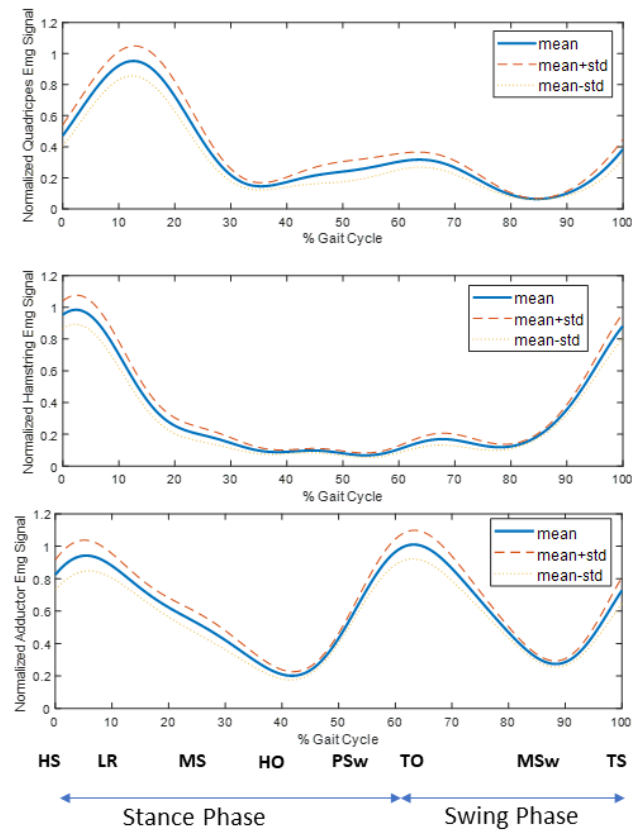 Normalized Quadricpes Emg Signal
1.2
1
0.8
0.6
0.4
0.2
0
mean
mean+std
mean-std
0 10 20 30 40 50 60 70 80 90 100
% Gait Cycle
Normalized Hamstring Emg Signal
1.2
1
0.8
0.6
0.4
0.2
0
mean
mean+std
mean-std
0 10 20 30 40 50 60 70 80 90 100
% Gait Cycle
Normalized Adductor Emg Signal
1.2
1
0.8
0.6
0.4
0.2
0
mean
mean+std
mean-std
0 10 20 30 40 50 60 70 80 90 100
% Gait Cycle
HS LR MS HO PSw TO MSw TS
Stance Phase Swing Phase